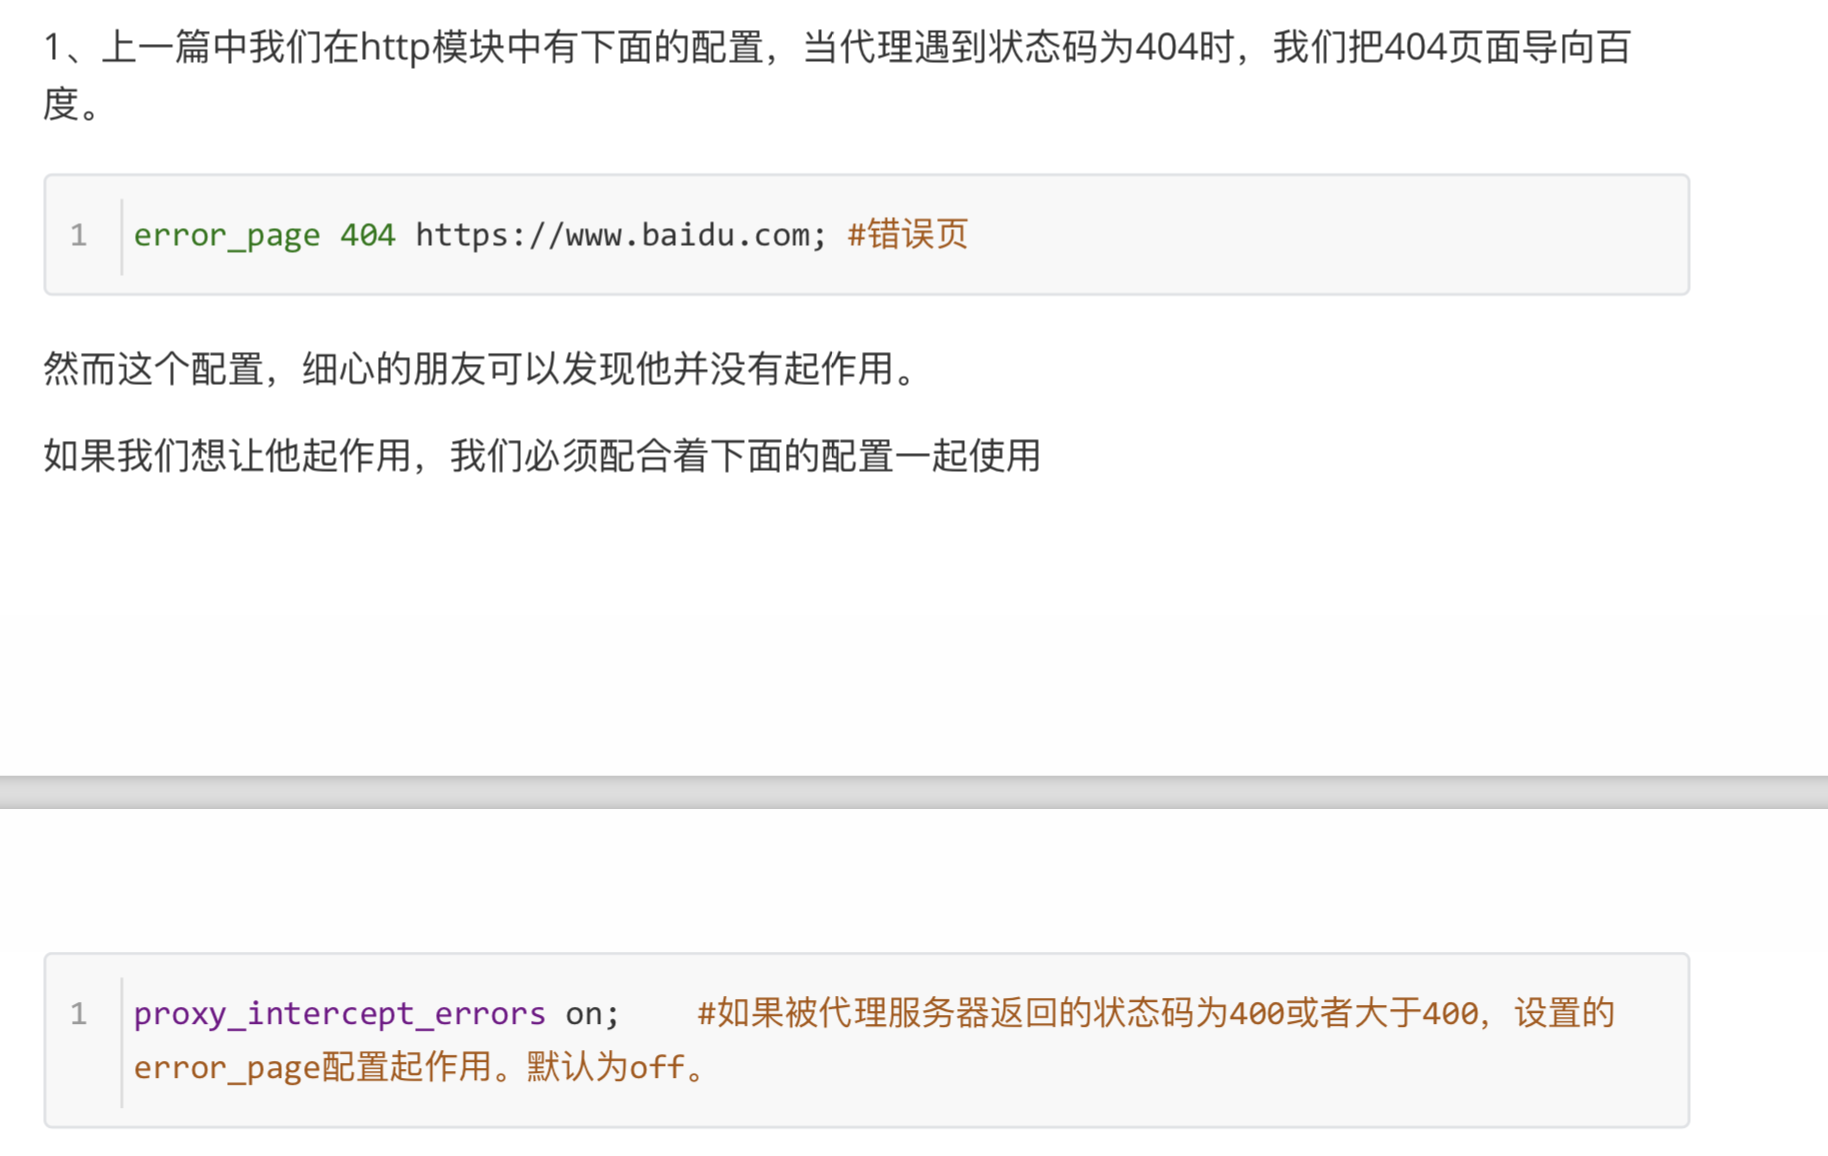 1、上一篇中我们在http模块中有下面的配置，当代理遇到状态码为404时，我们把404页面导向百
度。
1 error_page 404 https://www.baidu.com; #错误页
然而这个配置，细心的朋友可以发现他并没有起作用。
如果我们想让他起作用，我们必须配合着下面的配置一起使用
1 proxy_intercept_errors on;    #如果被代理服务器返回的状态码为400或者大于400，设置的
error_page配置起作用。默认为off。